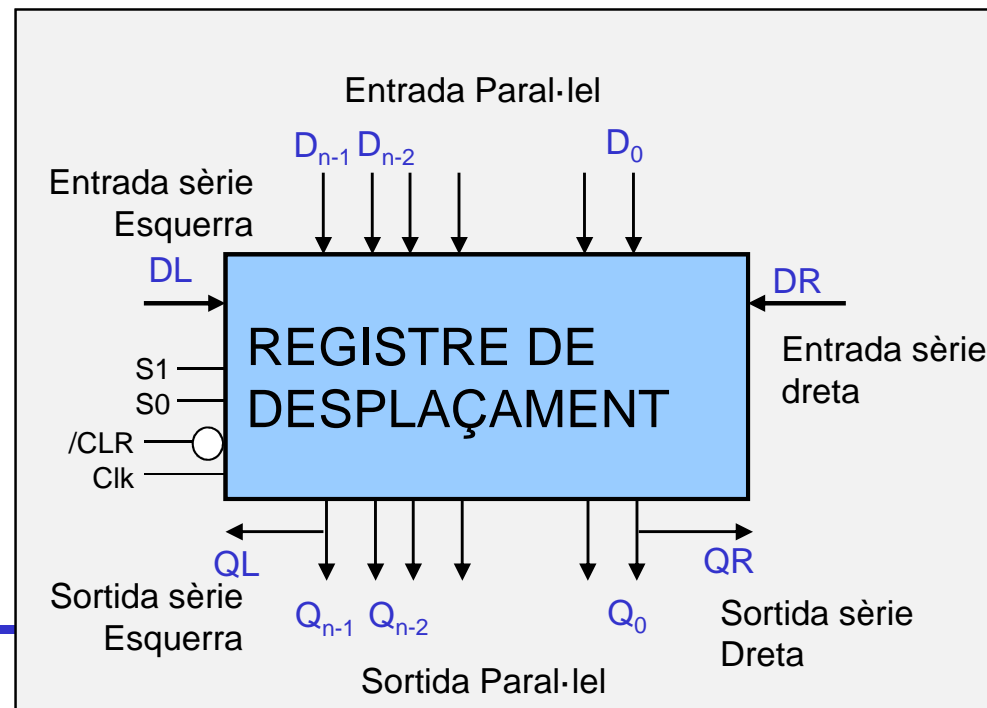 Entrada Paral·lel
Dn-1 Dn-2 D0
Entrada sèrie
Esquerra
DL
DR
REGISTRE DE
DESPLAÇAMENT
Entrada sèrie
dreta
S1
S0
/CLR
Clk
QL
QR
Sortida sèrie
Esquerra
Qn-1 Qn-2 Q0
Sortida sèrie
Dreta
Sortida Paral·lel